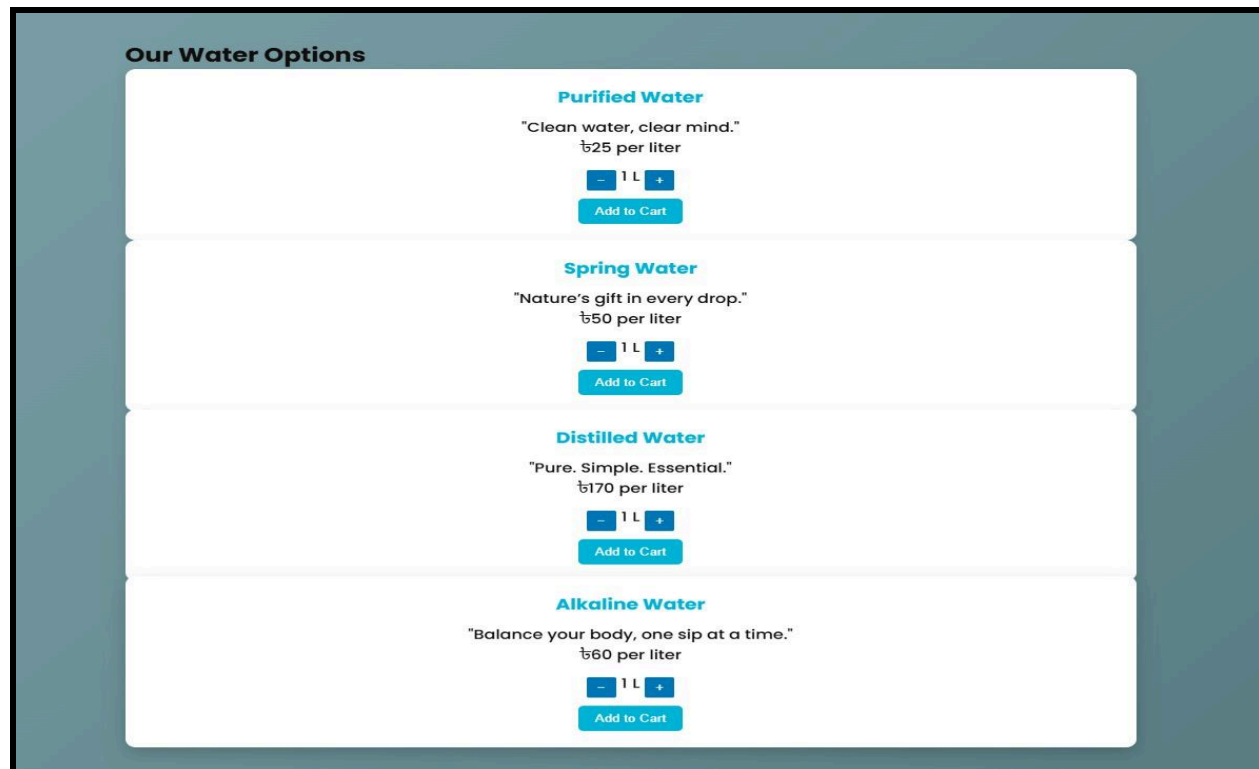 Our Water Options
Purified Water
"Clean water, clear mind."
৳25 per liter
– 1 L +
Add to Cart
Spring Water
"Nature’s gift in every drop."
৳50 per liter
– 1 L +
Add to Cart
Distilled Water
"Pure. Simple. Essential."
৳170 per liter
– 1 L +
Add to Cart
Alkaline Water
"Balance your body, one sip at a time."
৳60 per liter
– 1 L +
Add to Cart